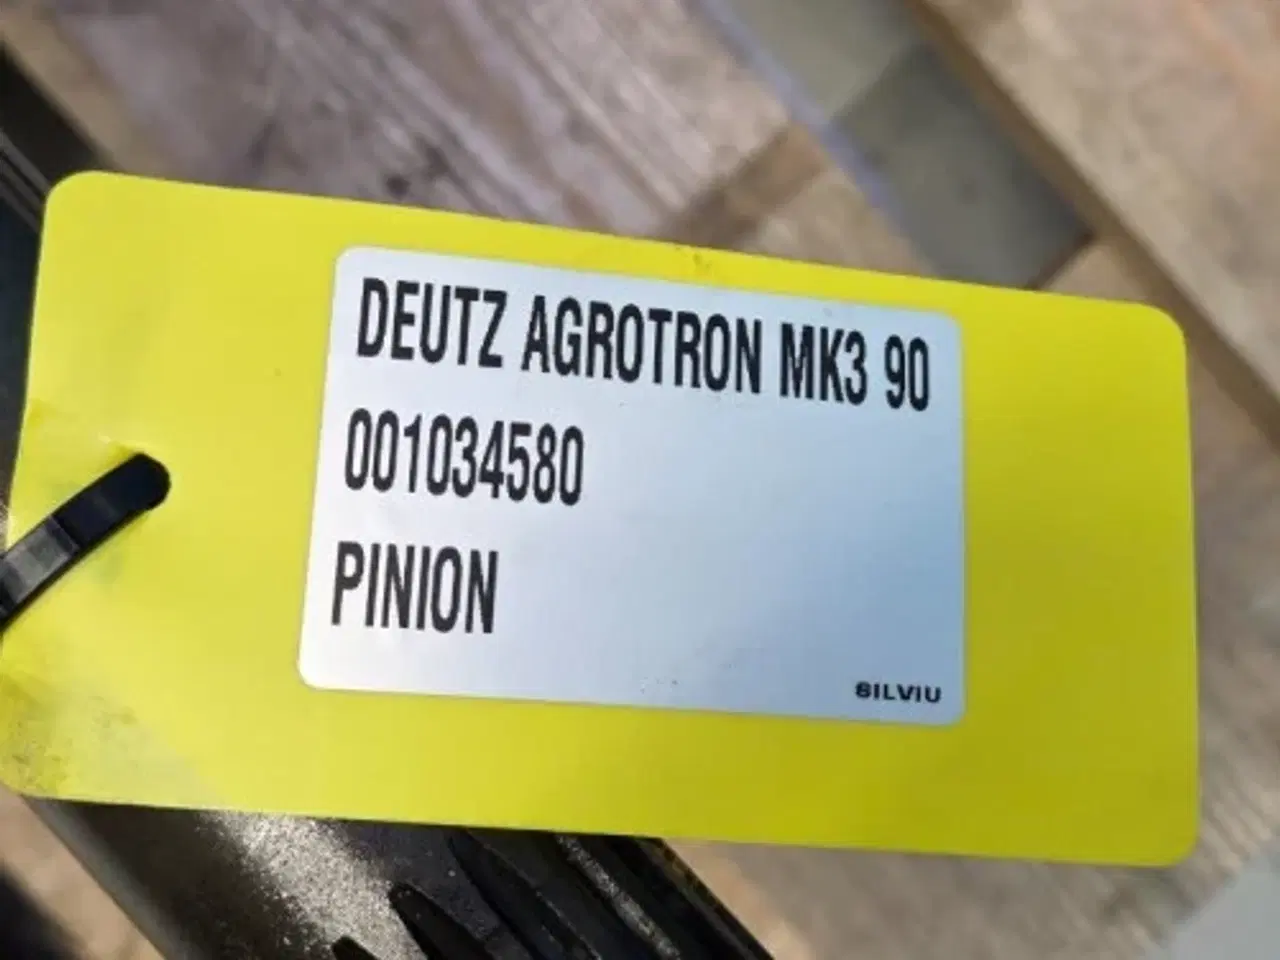 DEUTZ AGROTRON MK3 90
001034580
PINION
SILVIU